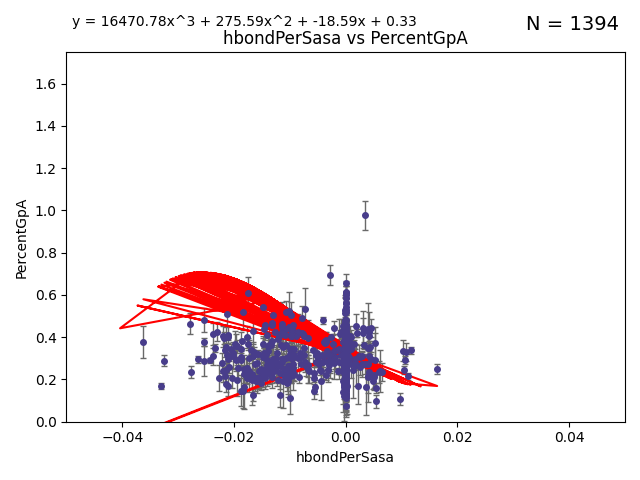 y = 16470.78x^3 + 275.59x^2 + -18.59x + 0.33
N = 1394
hbondPerSasa vs PercentGpA
1.6
1.4
1.2
1.0
0.8
0.6
0.4
0.2
0.0
PercentGpA
−0.04
−0.02
0.00
0.02
0.04
hbondPerSasa